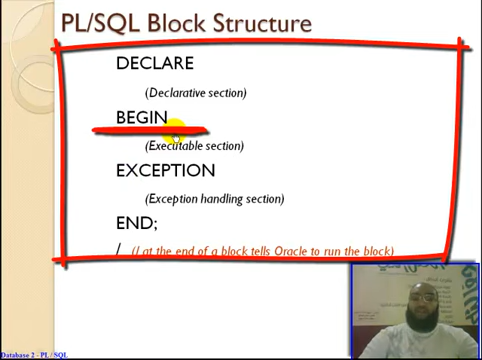 PL/SQL Block Structure
DECLARE
(Declarative section)
BEGIN
(Executable section)
EXCEPTION
(Exception handling section)
END;
/ (/ at the end of a block tells Oracle to run the block)
Database 2 - PL / SQL